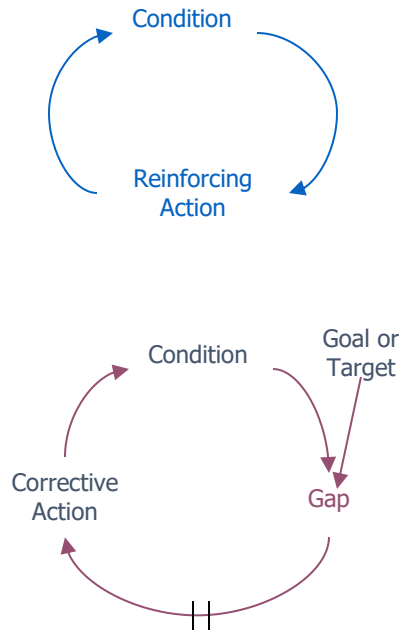 Condition
Reinforcing
Action
Goal or
Target
Condition
Corrective
Action
Gap